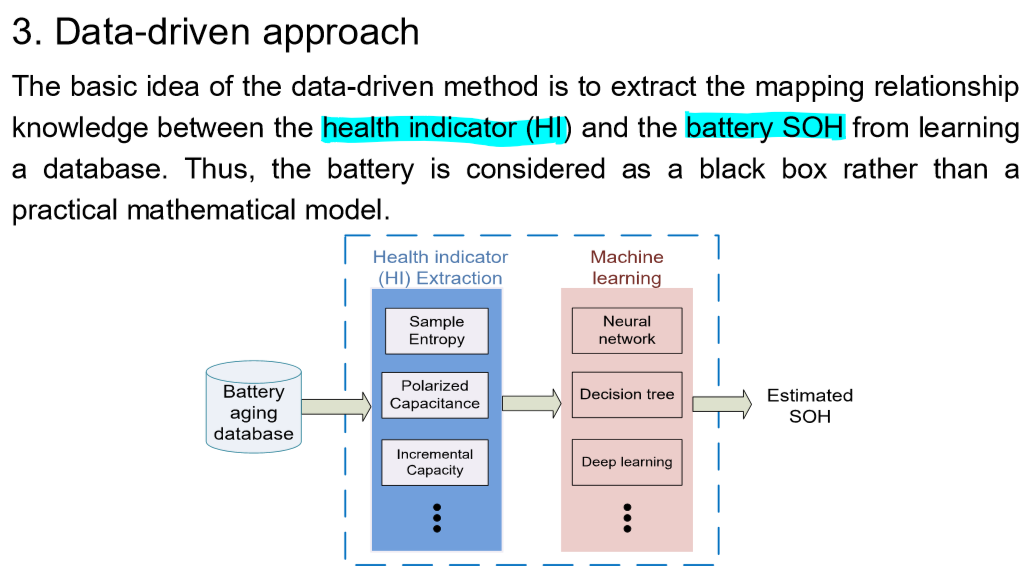 3. Data-driven approach
The basic idea of the data-driven method is to extract the mapping relationship
knowledge between the health indicator (HI) and the battery SOH from learning
a database. Thus, the battery is considered as a black box rather than a
practical mathematical model.
Health indicator
(HI) Extraction
Machine
learning
Sample
Entropy
Neural
network
Battery
aging
database
Polarized
Capacitance
Decision tree
Estimated
SOH
Incremental
Capacity
Deep learning